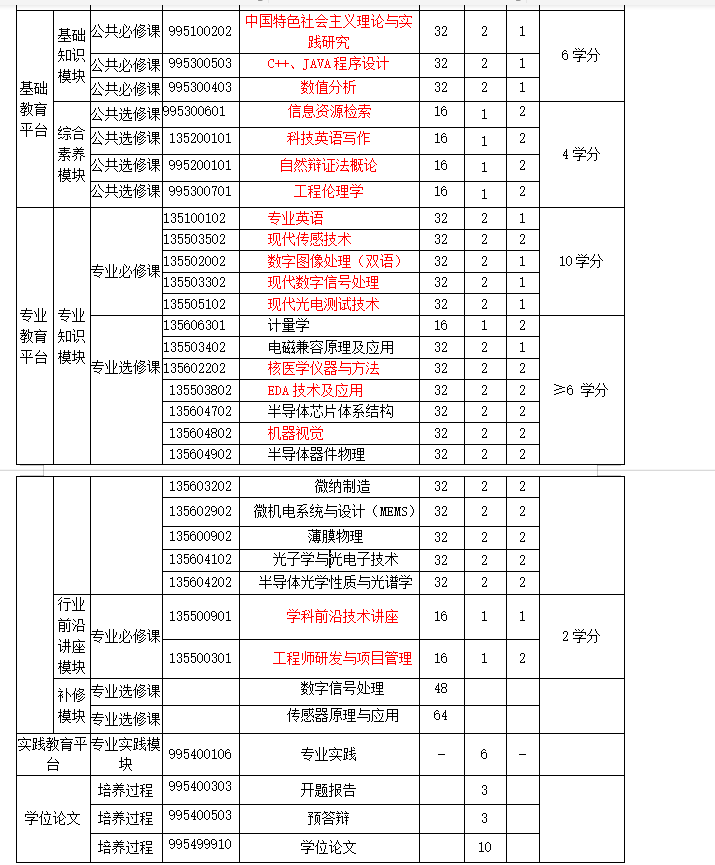 基础教育平台 基础知识模块 公共必修课 995100202 中国特色社会主义理论与实践研究 32 2 1 6学分
公共必修课 995300503 C++、JAVA程序设计 32 2 1
公共必修课 995300403 数值分析 32 2 1
综合素养模块 公共选修课 995300601 信息资源检索 16 1 2 4学分
公共选修课 135200101 科技英语写作 16 1 2
公共选修课 995200101 自然辩证法概论 16 1 2
公共选修课 995300701 工程伦理学 16 1 2
专业教育平台 专业知识模块 专业必修课 135100102 专业英语 32 2 1 10学分
135503502 现代传感技术 32 2 2
135502002 数字图像处理（双语） 32 2 1
135503302 现代数字信号处理 32 2 1
135505102 现代光电测试技术 32 2 1
专业选修课 135606301 计量学 16 1 2 ≥6 学分
135503402 电磁兼容原理及应用 32 2 1
135602202 核医学仪器与方法 32 2 2
135503802 EDA技术及应用 32 2 2
135604702 半导体芯片体系结构 32 2 2
135604802 机器视觉 32 2 2
135604902 半导体器件物理 32 2 2
135603202 微纳制造 32 2 2
135602902 微机电系统与设计（MEMS） 32 2 2
135600902 薄膜物理 32 2 2
135604102 光子学与光电子技术 32 2 2
135604202 半导体光学性质与光谱学 32 2 2
行业前沿讲座模块 专业必修课 135500901 学科前沿技术讲座 16 1 1 2学分
135500301 工程师研发与项目管理 16 1 2
补修模块 专业选修课 数字信号处理 48
专业选修课 传感器原理与应用 64
实践教育平台 专业实践模块 995400106 专业实践 － 6 －
学位论文 培养过程 995400303 开题报告 3
培养过程 995400503 预答辩 3
培养过程 995499910 学位论文 10